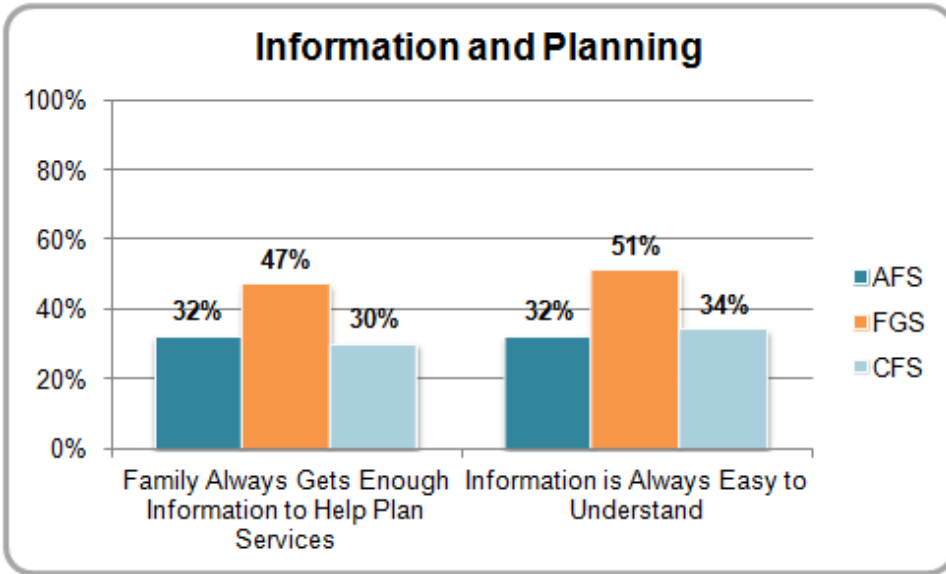 Information and Planning
100%
80%
60%
40%
20%
0%
32%
47%
30%
32%
51%
34%
AFS
FGS
CFS
Family Always Gets Enough
Information to Help Plan
Services
Information is Always Easy to
Understand